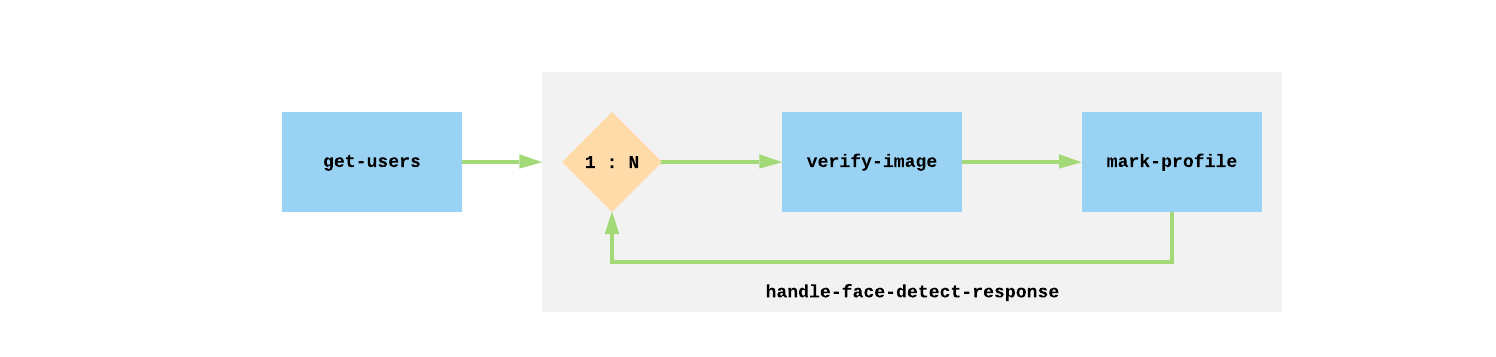 get-users
1 : N
verify-image
mark-profile
handle-face-detect-response